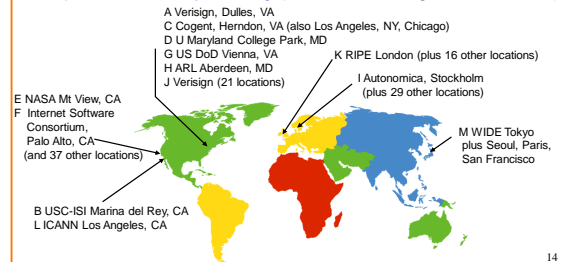 A Verisign, Dulles, VA
C Cogent, Herndon, VA (also Los Angeles, NY, Chicago)
D U Maryland College Park, MD
G US DoD Vienna, VA
H ARL Aberdeen, MD
J Verisign (21 locations)
K RIPE London (plus 16 other locations)
I Autonomica, Stockholm
(plus 29 other locations)
E NASA Mt View, CA
F Internet Software
Consortium,
Palo Alto, CA
(and 37 other locations)
M WIDE Tokyo
plus Seoul, Paris,
San Francisco
B USC-ISI Marina del Rey, CA
L ICANN Los Angeles, CA
14